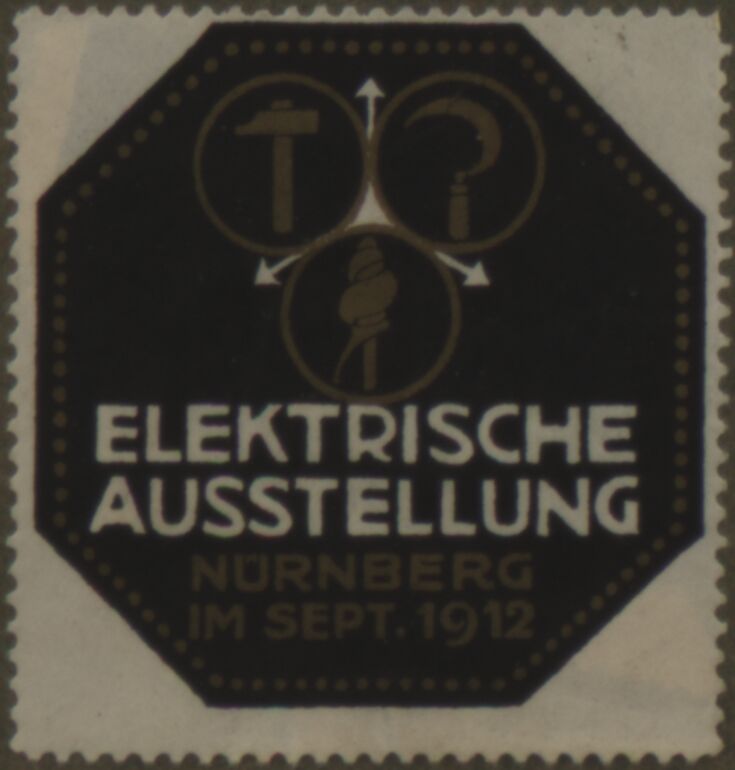 ELEKTRISCHE
AUSSTELLUNG
NÜRNBERG
IM SEPT. 1912